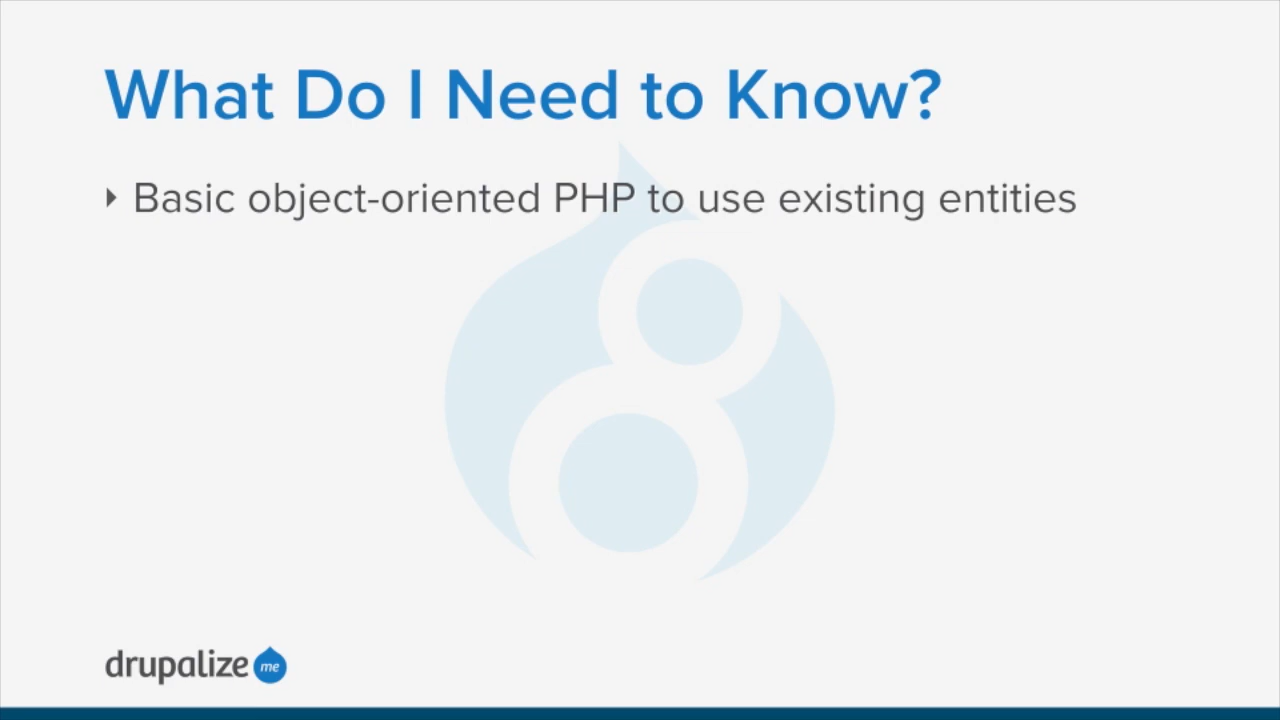 What Do I Need to Know?
Basic object-oriented PHP to use existing entities
drupalize me